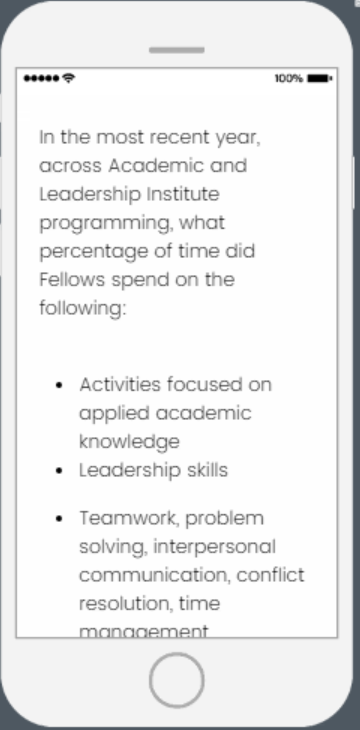 100%
In the most recent year,
across Academic and
Leadership Institute
programming, what
percentage of time did
Fellows spend on the
following:
• Activities focused on
applied academic
knowledge
• Leadership skills
• Teamwork, problem
solving, interpersonal
communication, conflict
resolution, time
management